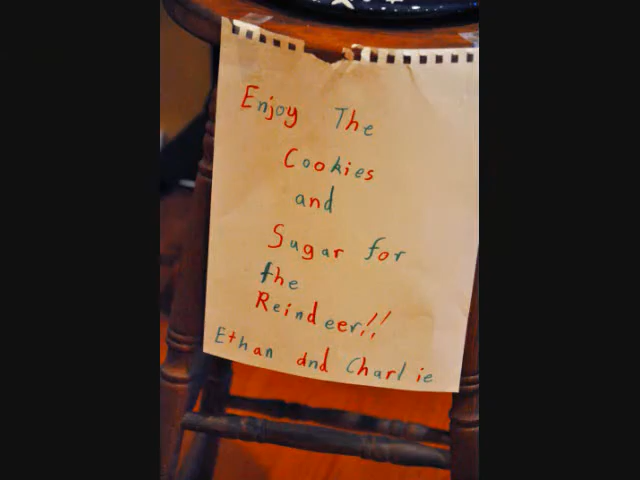 Enjoy The
Cookies
and
Sugar for
the
Reindeer!!
Ethan and Charlie